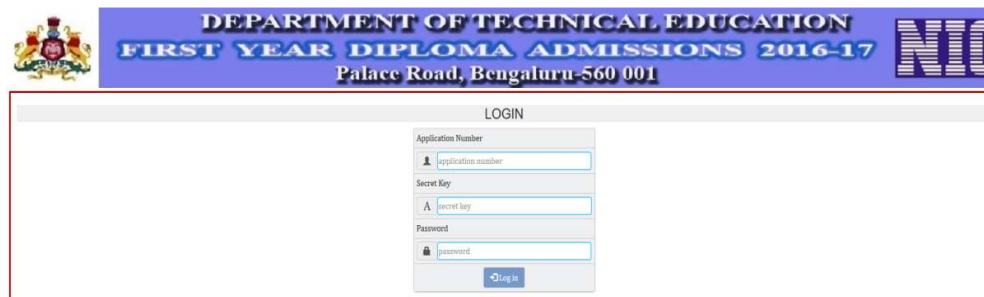 DEPARTMENT OF TECHNICAL EDUCATION
FIRST YEAR DIPLOMA ADMISSIONS 2016-17
Palace Road, Bengaluru-560 001
NIC
LOGIN
Application Number
application number
Secret Key
A
secret key
Password
password
Log in